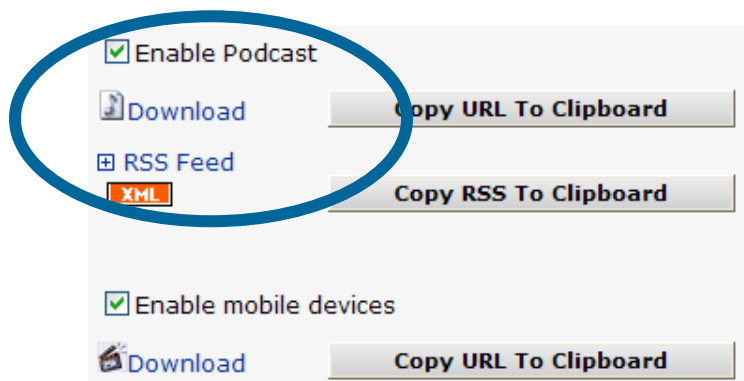 Enable Podcast
Download Copy URL To Clipboard
RSS Feed
XML Copy RSS To Clipboard
Enable mobile devices
Download Copy URL To Clipboard